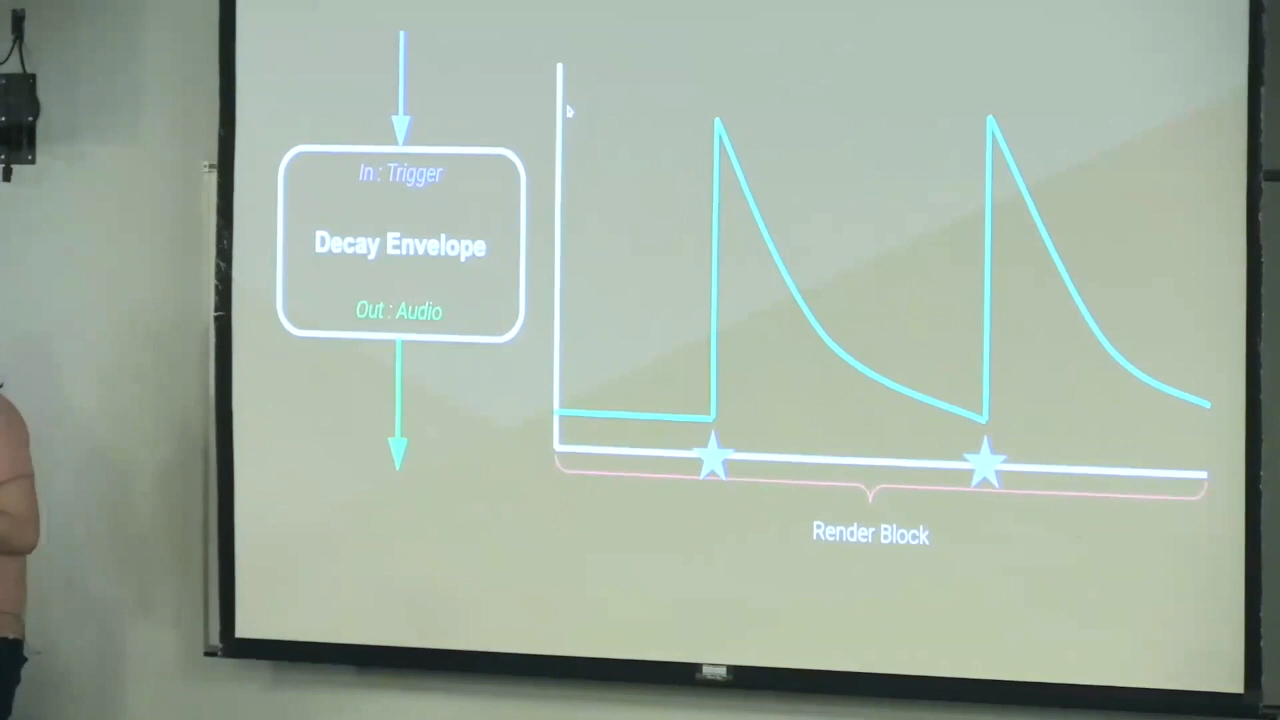 In : Trigger
Decay Envelope
Out : Audio
Render Block